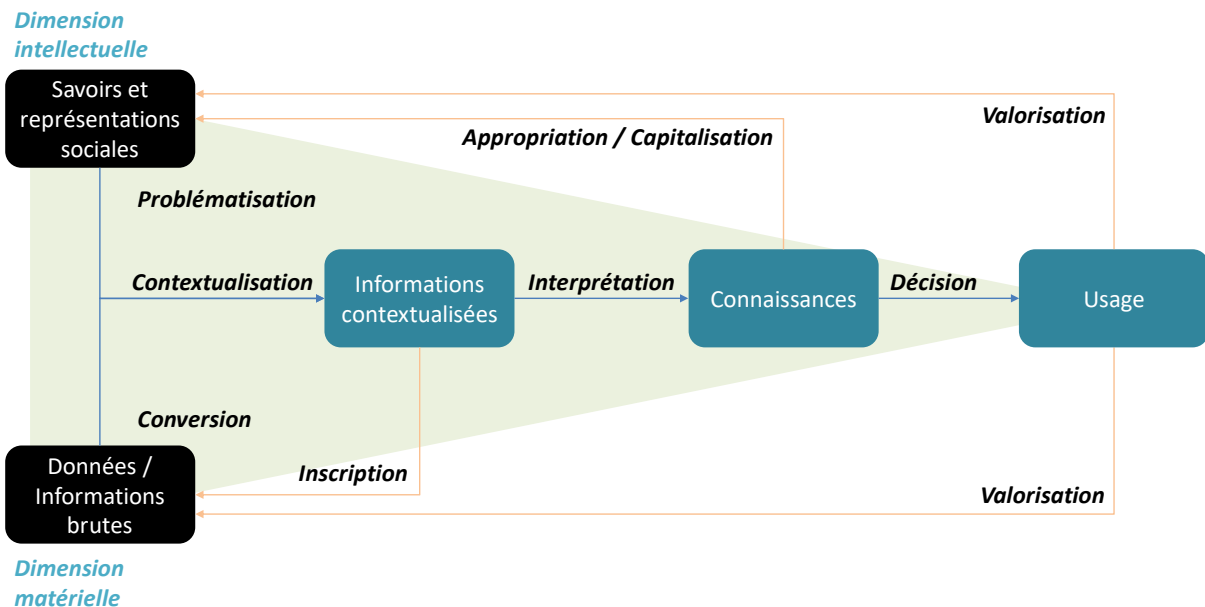 Dimension
intellectuelle
Savoirs et
représentations
sociales
Valorisation
Appropriation / Capitalisation
Problématisation
Contextualisation
Informations
contextualisées
Interprétation
Connaissances
Décision
Usage
Conversion
Données /
Informations
brutes
Inscription
Valorisation
Dimension
matérielle